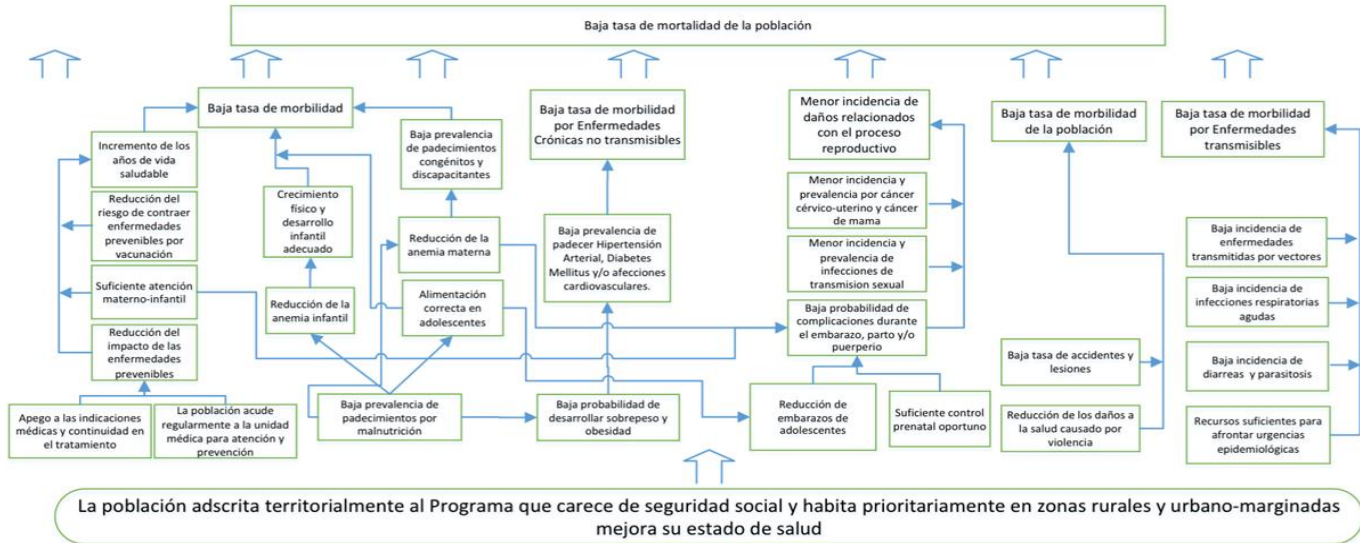 Baja tasa de mortalidad de la población
Baja tasa de morbilidad
Incremento de los
años de vida
saludable
Reducción del
riesgo de contraer
enfermedades
prevenibles por
vacunación
Suficiente atención
materno-infantil
Reducción del
impacto de las
enfermedades
prevenibles
Apego a las indicaciones
médicas y continuidad en
el tratamiento
La población acude
regularmente a la unidad
médica para atención y
prevención
Crecimiento
físico y
desarrollo
infantil
adecuado
Reducción de la
anemia infantil
Baja prevalencia
de padecimientos
congénitos y
discapacitantes
Reducción de la
anemia materna
Alimentación
correcta en
adolescentes
Baja prevalencia de
padecimientos por
malnutrición
Baja tasa de morbilidad
por Enfermedades
Crónicas no transmisibles
Baja prevalencia de
padecer Hipertensión
Arterial, Diabetes
Mellitus y/o afecciones
cardiovasculares.
Baja probabilidad de
desarrollar sobrepeso y
obesidad
Menor incidencia de
daños relacionados
con el proceso
reproductivo
Menor incidencia y
prevalencia por cáncer
cérvico-uterino y cáncer
de mama
Menor incidencia y
prevalencia de
infecciones de
transmision sexual
Baja probabilidad de
complicaciones durante
el embarazo, parto y/o
puerperio
Reducción de
embarazos de
adolescentes
Suficiente control
prenatal oportuno
Baja tasa de morbilidad
de la población
Baja tasa de accidentes y
lesiones
Reducción de los daños a
la salud causado por
violencia
Baja tasa de morbilidad
por Enfermedades
transmisibles
Baja incidencia de
enfermedades
transmitidas por vectores
Baja incidencia de
infecciones respiratorias
agudas
Baja incidencia de
diarreas y parasitosis
Recursos suficientes para
afrontar urgencias
epidemiológicas
La población adscrita territorialmente al Programa que carece de seguridad social y habita prioritariamente en zonas rurales y urbano-marginadas
mejora su estado de salud